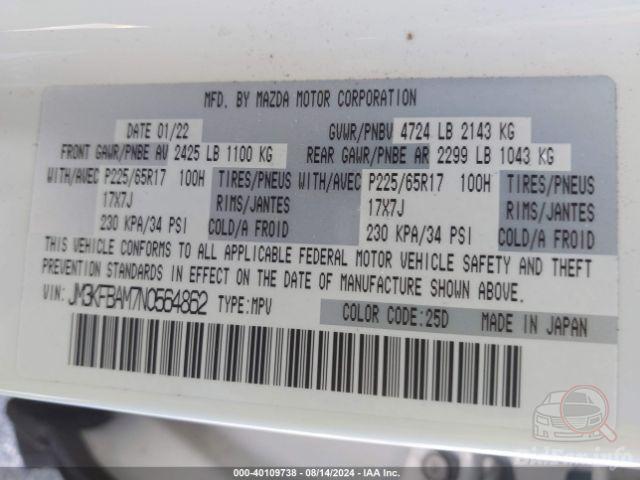 MFD. BY MAZDA MOTOR CORPORATION
DATE 01/22 GVWR/PNBV 4724 LB 2143 KG
FRONT GAWR/PNBE AV 2425 LB 1100 KG REAR GAWR/PNBE AR 2299 LB 1043 KG
WITH/AVEC P225/65R17 100H TIRES/PNEUS WITH/AVEC P225/65R17 100H TIRES/PNEUS
17X7J RIMS/JANTES 17X7J RIMS/JANTES
230 KPA/34 PSI COLD/A FROID 230 KPA/34 PSI COLD/A FROID
THIS VEHICLE CONFORMS TO ALL APPLICABLE FEDERAL MOTOR VEHICLE SAFETY AND THEFT
PREVENTION STANDARDS IN EFFECT ON THE DATE OF MANUFACTURE SHOWN ABOVE.
VIN: JM3KFBAM7N0564862 TYPE:MPV
COLOR CODE:25D MADE IN JAPAN
BidFax.info
000-40109738 - 08/14/2024 - IAA Inc.